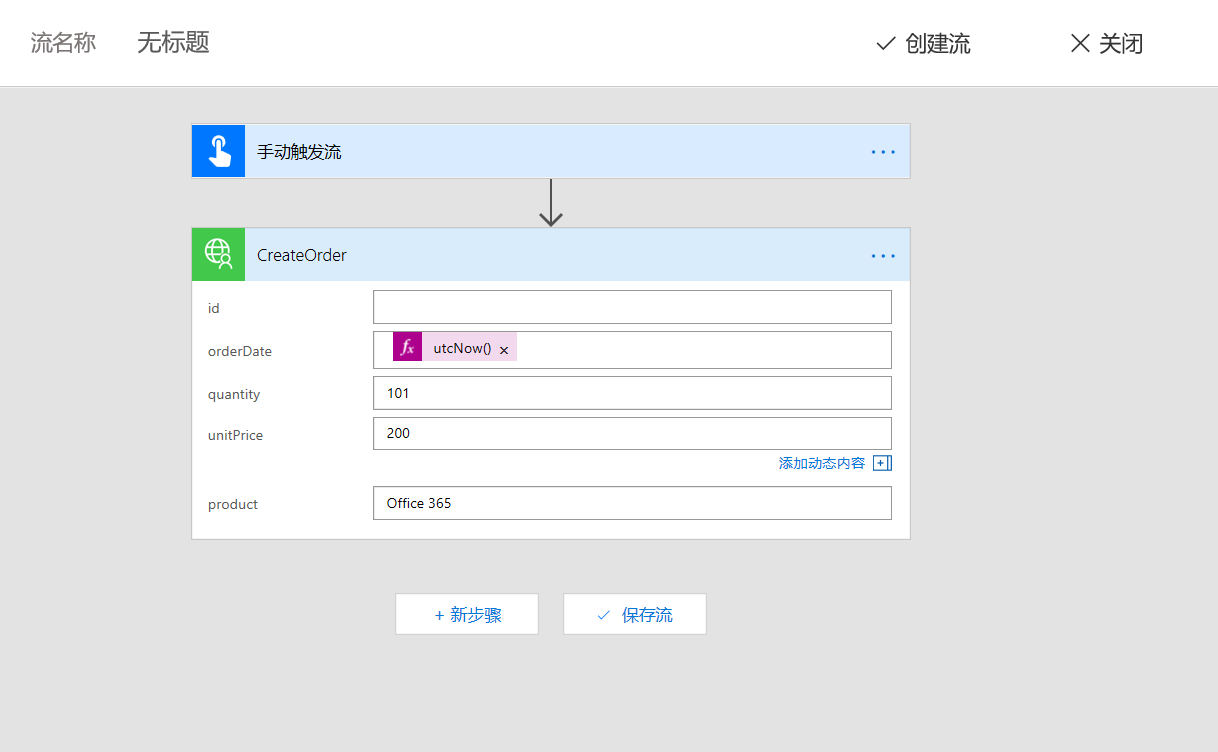 流名称 无标题 创建流 关闭
手动触发流
CreateOrder
id
orderDate fx utcNow() ×
quantity 101
unitPrice 200
添加动态内容
product Office 365
+ 新步骤 保存流